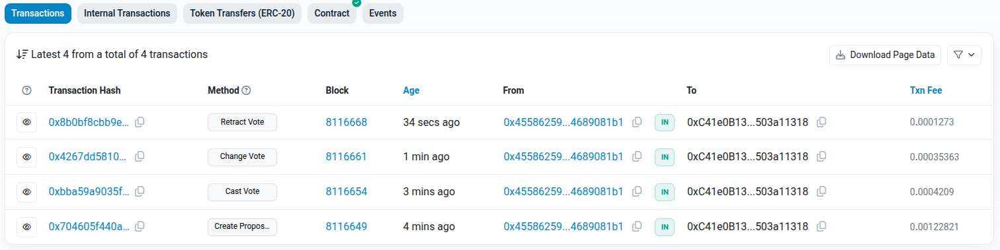 Transactions Internal Transactions Token Transfers (ERC-20) Contract Events
Latest 4 from a total of 4 transactions Download Page Data
Transaction Hash Method Block Age From To Txn Fee
0x8b0bf8cbb9e... Retract Vote 8116668 34 secs ago 0x45586259...4689081b1 IN 0xC41e0B13...503a11318 0.0001273
0x4267dd5810... Change Vote 8116661 1 min ago 0x45586259...4689081b1 IN 0xC41e0B13...503a11318 0.00035363
0xbba59a9035f... Cast Vote 8116654 3 mins ago 0x45586259...4689081b1 IN 0xC41e0B13...503a11318 0.0004209
0x704605f440a... Create Propos... 8116649 4 mins ago 0x45586259...4689081b1 IN 0xC41e0B13...503a11318 0.00122821